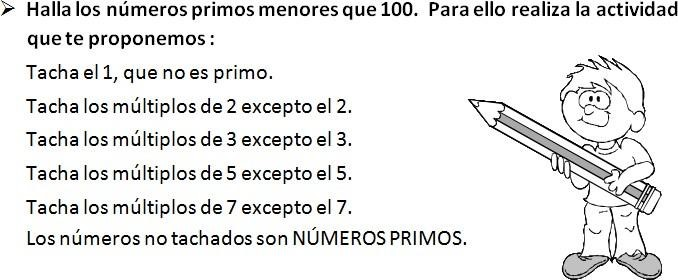 ➢ Halla los números primos menores que 100. Para ello realiza la actividad
que te proponemos :
Tacha el 1, que no es primo.
Tacha los múltiplos de 2 excepto el 2.
Tacha los múltiplos de 3 excepto el 3.
Tacha los múltiplos de 5 excepto el 5.
Tacha los múltiplos de 7 excepto el 7.
Los números no tachados son NÚMEROS PRIMOS.